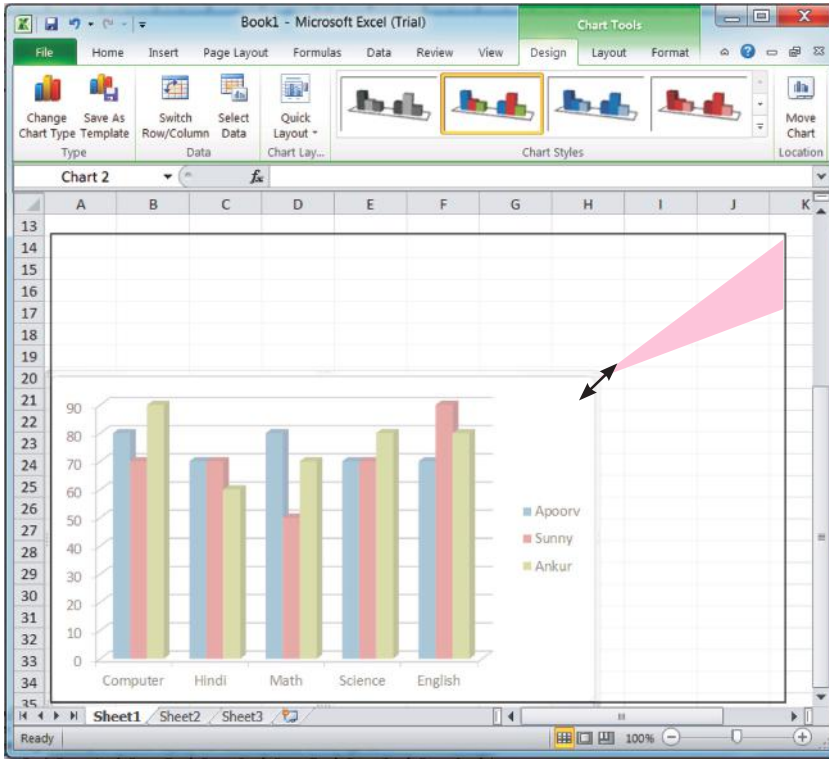 Book1 - Microsoft Excel (Trial)
Chart Tools
File Home Insert Page Layout Formulas Data Review View Design Layout Format
Change Chart Type
Save As Template
Switch Row/Column
Select Data
Quick Layout
Move Chart
Type Data Chart Lay... Chart Styles Location
Chart 2 fx
A B C D E F G H I J K
13
14
15
16
17
18
19
20
21
22
23
24
25
26
27
28
29
30
31
32
33
34
35
90
80
70
60
50
40
30
20
10
0
Computer Hindi Math Science English
Apoorv
Sunny
Ankur
Sheet1 Sheet2 Sheet3
Ready 100%